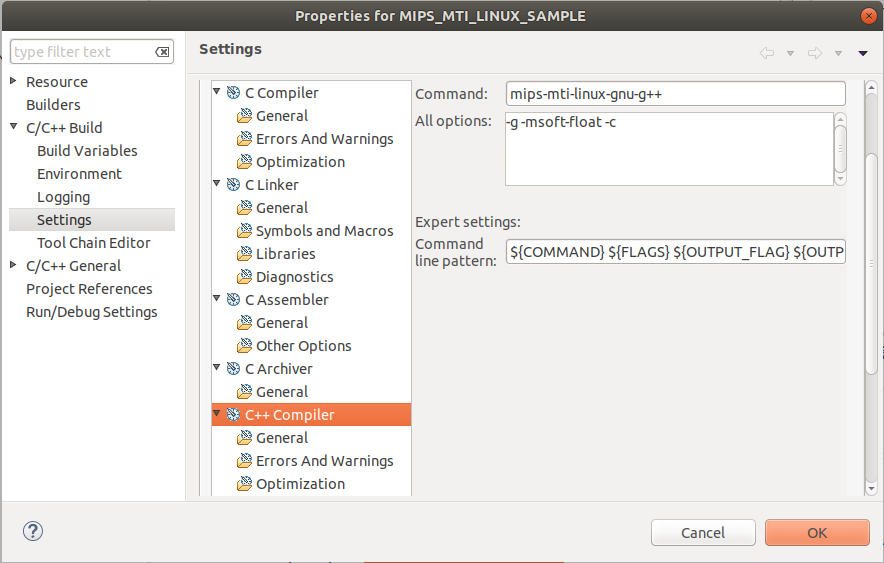 Properties for MIPS_MTI_LINUX_SAMPLE
type filter text
Resource
Builders
C/C++ Build
Build Variables
Environment
Logging
Settings
Tool Chain Editor
C/C++ General
Project References
Run/Debug Settings
Settings
C Compiler
General
Errors And Warnings
Optimization
C Linker
General
Symbols and Macros
Libraries
Diagnostics
C Assembler
General
Other Options
C Archiver
General
C++ Compiler
General
Errors And Warnings
Optimization
Command:
mips-mti-linux-gnu-g++
All options:
-g -msoft-float -c
Expert settings:
Command
line pattern:
${COMMAND} ${FLAGS} ${OUTPUT_FLAG} ${OUTP
?
Cancel
OK